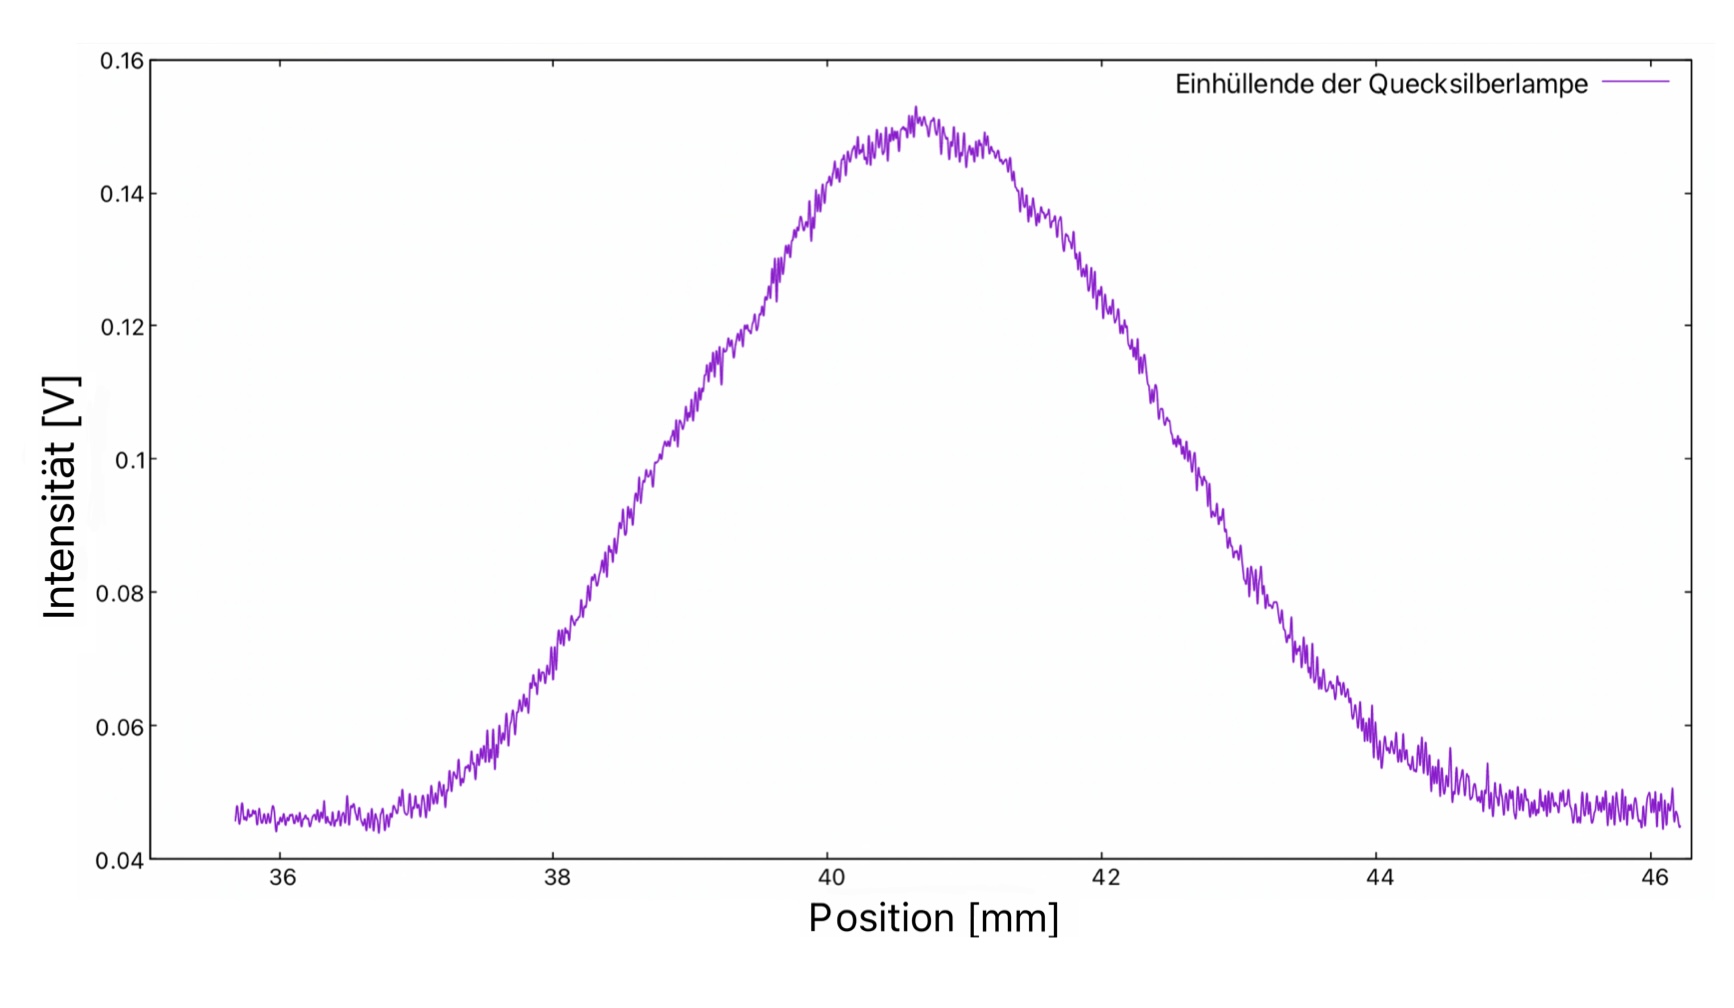 Einhüllende der Quecksilberlampe
Intensität [V]
0.16
0.14
0.12
0.1
0.08
0.06
0.04
36 38 40 42 44 46
Position [mm]